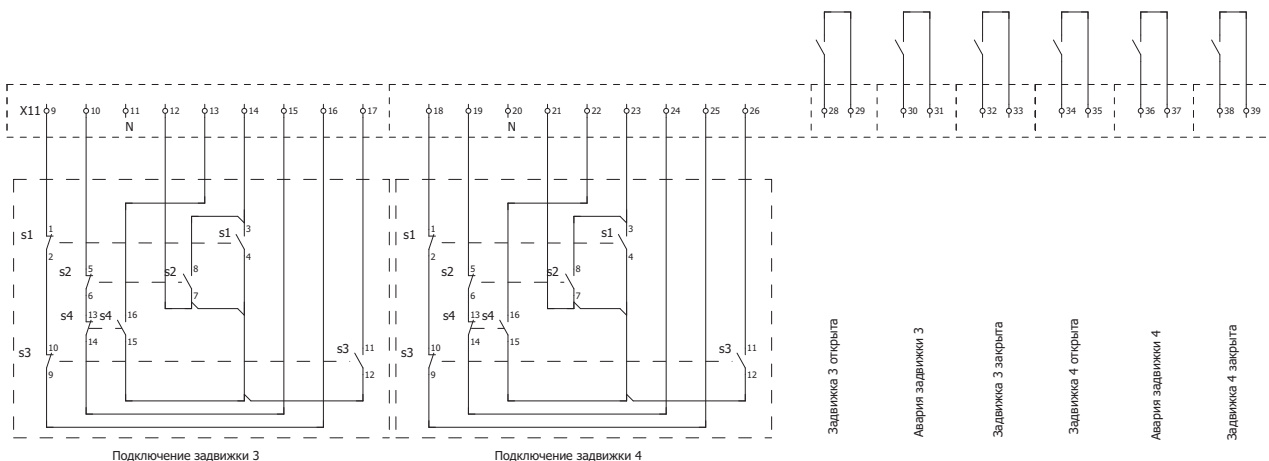 X11 9 10 11 12 13 14 15 16 17 18 19 20 21 22 23 24 25 26 28 29 30 31 32 33 34 35 36 37 38 39
N N
1 3 1 3
s1 s1 s1 s1
2 4 2 4
5 8 5 8
s2 s2 s2 s2
6 7 6 7
s4 13 s4 16 s4 13 s4 16
14 15 14 15
s3 10 s3 11 s3 10 s3 11
9 12 9 12
Задвижка 3 открыта
Авария задвижки 3
Задвижка 3 закрыта
Задвижка 4 открыта
Авария задвижки 4
Задвижка 4 закрыта
Подключение задвижки 3
Подключение задвижки 4